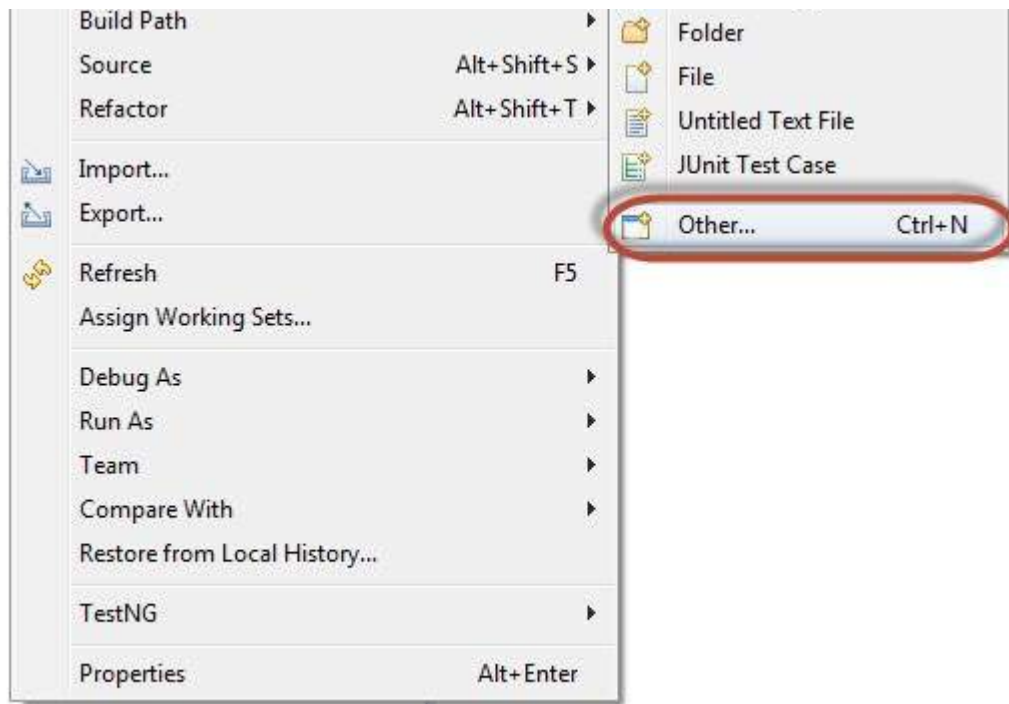 Build Path
Source Alt+Shift+S
Refactor Alt+Shift+T
Import...
Export...
Refresh F5
Assign Working Sets...
Debug As
Run As
Team
Compare With
Restore from Local History...
TestNG
Properties Alt+Enter
Folder
File
Untitled Text File
JUnit Test Case
Other... Ctrl+N